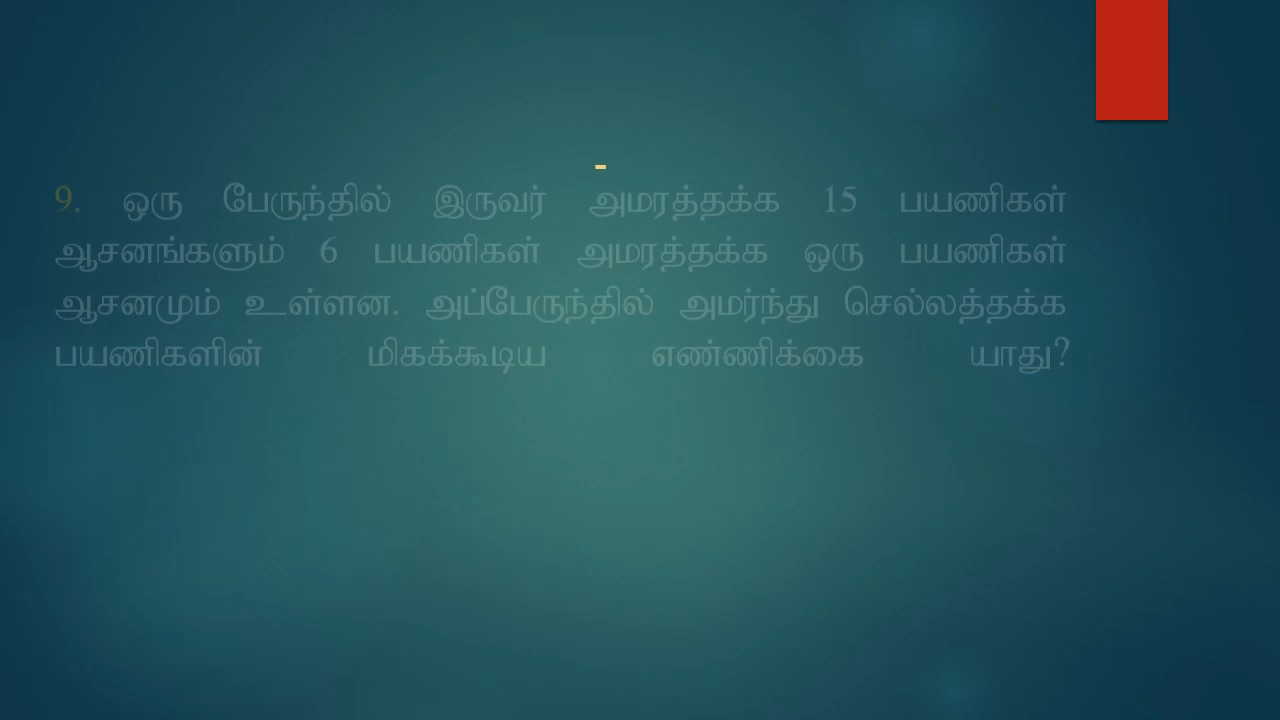 9. ஒரு பேருந்தில் இருவர் அமரத்தக்க 15 பயணிகள்
ஆசனங்களும் 6 பயணிகள் அமரத்தக்க ஒரு பயணிகள்
ஆசனமும் உள்ளன. அப்பேருந்தில் அமர்ந்து செல்லத்தக்க
பயணிகளின் மிகக்கூடிய எண்ணிக்கை யாது?